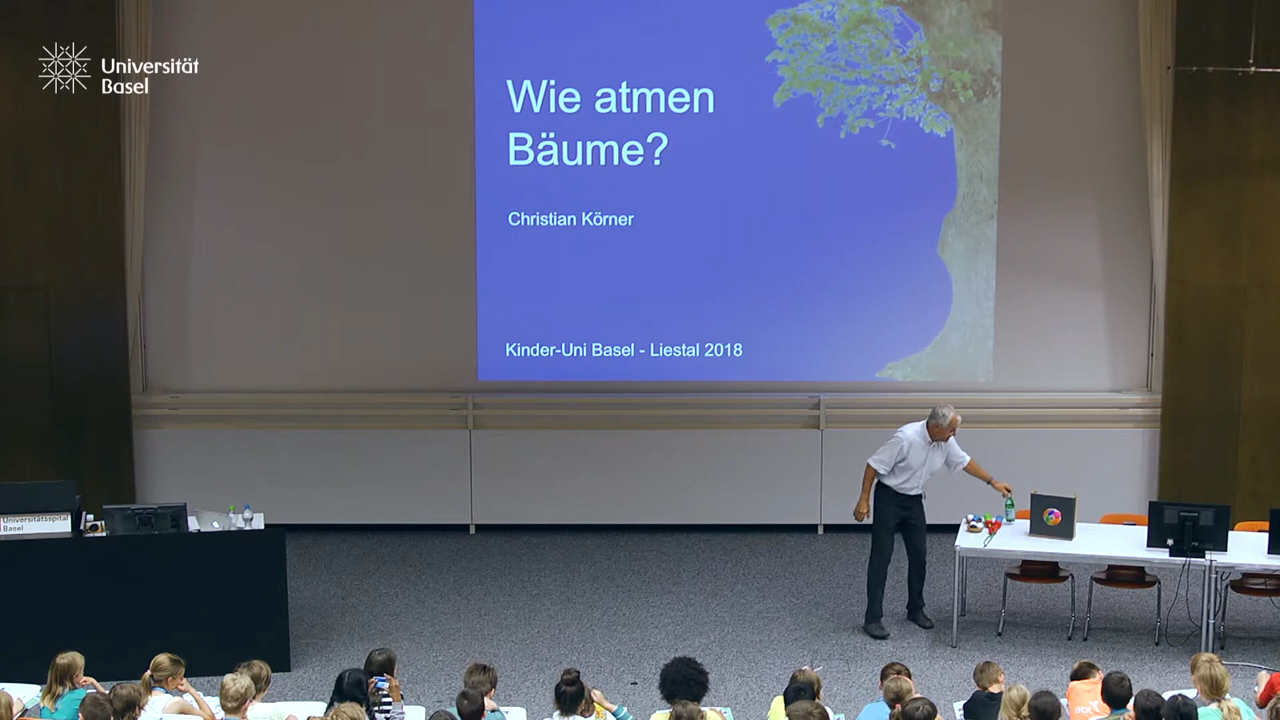 Universität
Basel
Wie atmen
Bäume?
Christian Körner
Kinder-Uni Basel - Liestal 2018
Universitätsspital
Basel